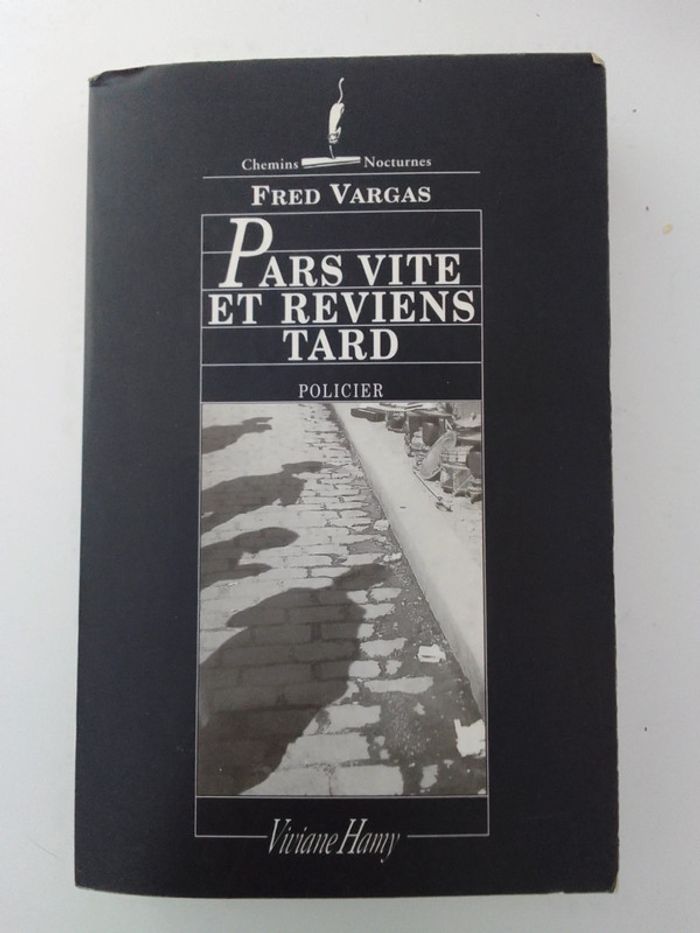 Chemins Nocturnes
FRED VARGAS
PARS VITE
ET REVIENS
TARD
POLICIER
Viviane Hamy